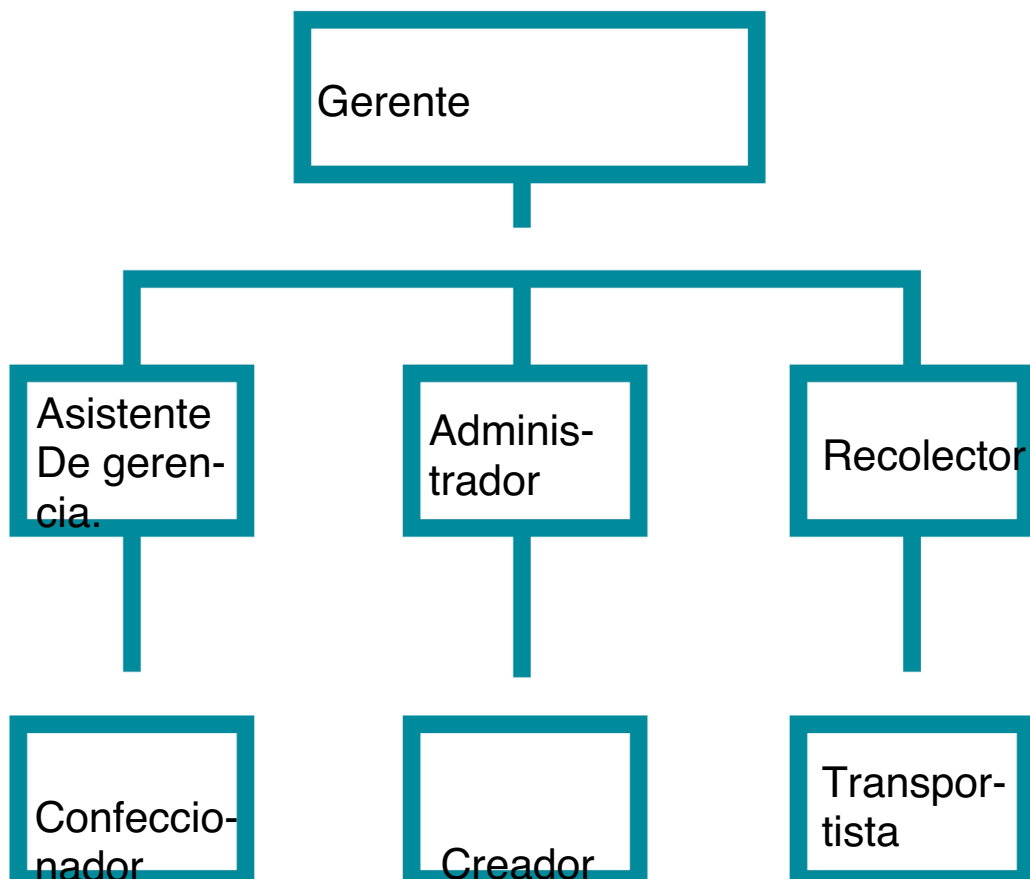 Gerente
Asistente
De geren-
cia.
Adminis-
trador
Recolector
Confeccio-
nador
Creador
Transpor-
tista